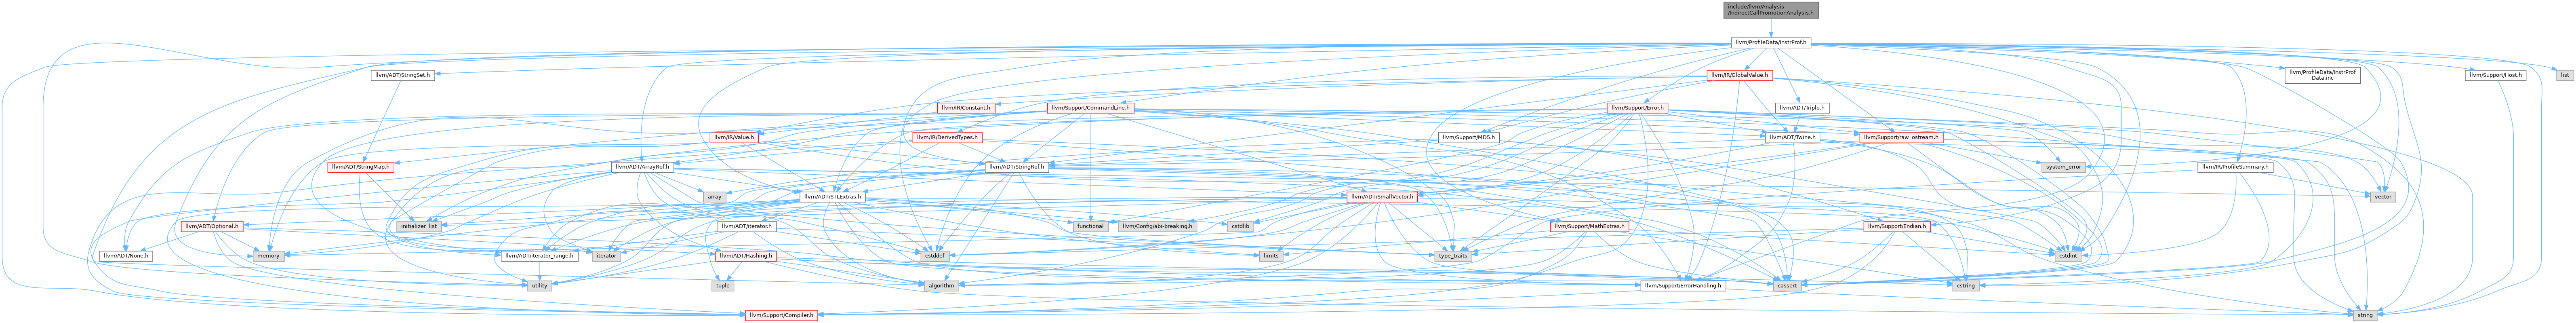 include/llvm/Analysis
/IndirectCallPromotionAnalysis.h
llvm/ProfileData/InstrProf.h
llvm/ADT/StringSet.h
llvm/IR/GlobalValue.h
llvm/ProfileData/InstrProf
Data.inc
llvm/Support/Host.h
list
llvm/IR/Constant.h
llvm/Support/CommandLine.h
llvm/Support/Error.h
llvm/ADT/Triple.h
llvm/IR/Value.h
llvm/IR/DerivedTypes.h
llvm/Support/MD5.h
llvm/ADT/Twine.h
llvm/Support/raw_ostream.h
llvm/ADT/StringMap.h
llvm/ADT/ArrayRef.h
llvm/ADT/StringRef.h
system_error
llvm/IR/ProfileSummary.h
array
llvm/ADT/STLExtras.h
llvm/ADT/SmallVector.h
vector
llvm/ADT/Optional.h
initializer_list
llvm/ADT/iterator.h
functional
llvm/Config/abi-breaking.h
cstdlib
llvm/Support/MathExtras.h
llvm/Support/Endian.h
llvm/ADT/None.h
memory
llvm/ADT/iterator_range.h
iterator
llvm/ADT/Hashing.h
cstddef
limits
type_traits
cstdint
utility
tuple
algorithm
llvm/Support/ErrorHandling.h
cassert
cstring
llvm/Support/Compiler.h
string